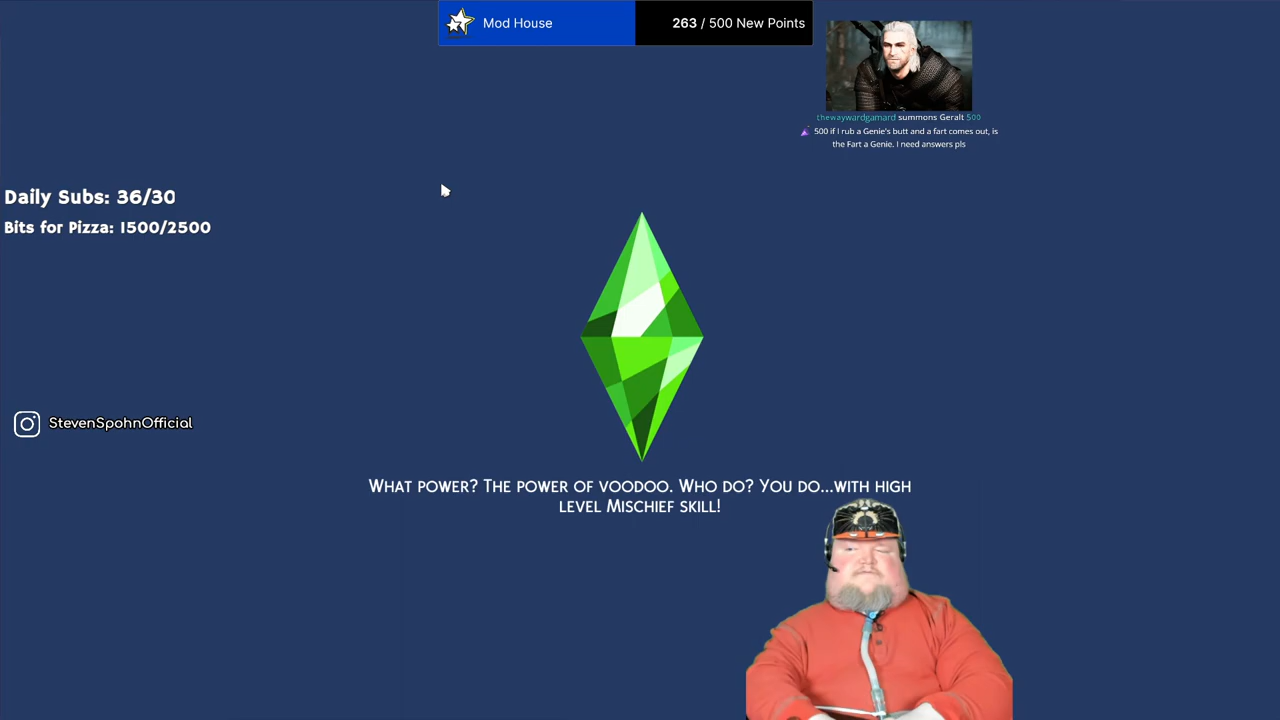 Mod House
263 / 500 New Points
thewaywardgamard summons Geralt 500
500 if I rub a Genie's butt and a fart comes out, is
the Fart a Genie. I need answers pls
Daily Subs: 36/30
Bits for Pizza: 1500/2500
StevenSpohnOfficial
What power? The power of voodoo. Who do? You do...with high
level Mischief skill!